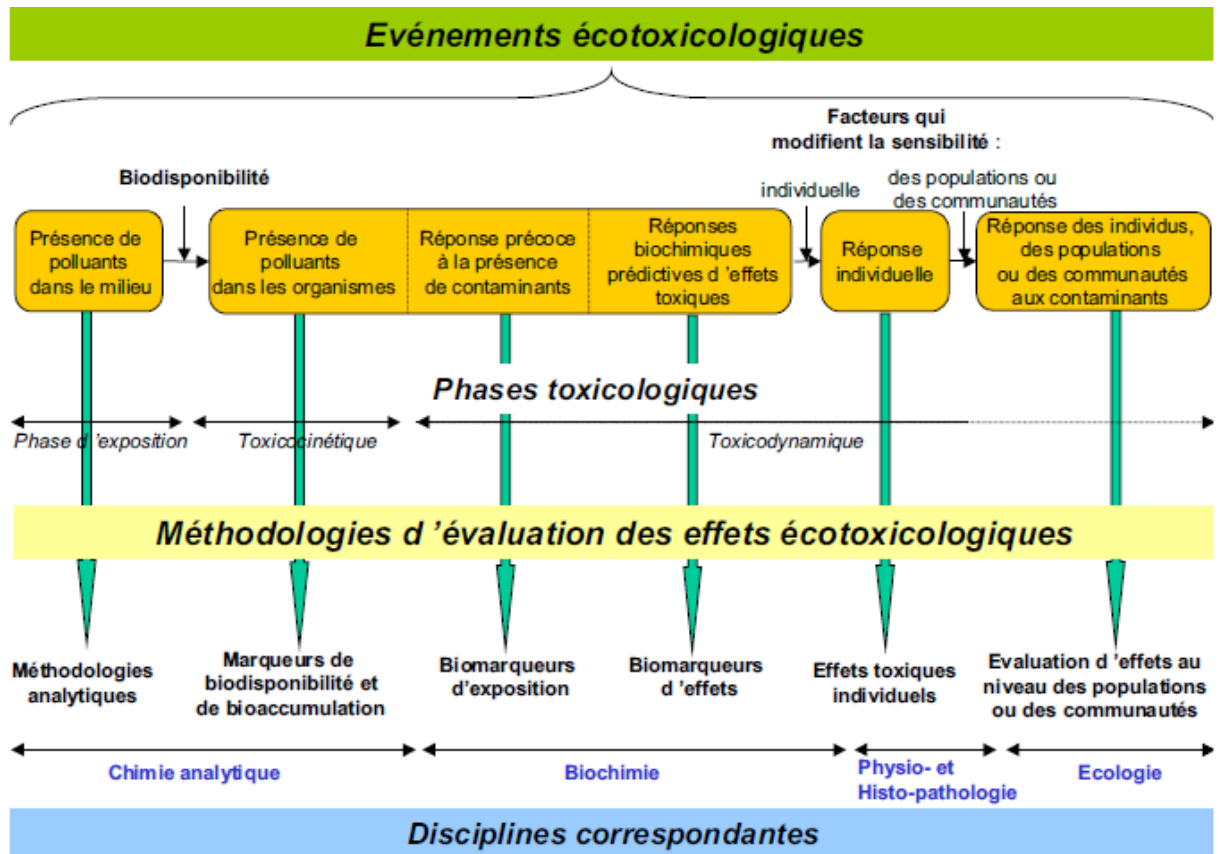 Evénements écotoxicologiques
Facteurs qui
modifient la sensibilité :
Biodisponibilité
individuelle
des populations ou
des communautés
Présence de
polluants
dans le milieu
Présence de
polluants
dans les organismes
Réponse précoce
à la présence
de contaminants
Réponses
biochimiques
prédictives d ’effets
toxiques
Réponse
individuelle
Réponse des individus,
des populations
ou des communautés
aux contaminants
Phases toxicologiques
Phase d ’exposition
Toxicocinétique
Toxicodynamique
Méthodologies d ’évaluation des effets écotoxicologiques
Méthodologies
analytiques
Marqueurs de
biodisponibilité et
de bioaccumulation
Biomarqueurs
d’exposition
Biomarqueurs
d ’effets
Effets toxiques
individuels
Evaluation d ’effets au
niveau des populations
ou des communautés
Chimie analytique
Biochimie
Physio- et
Histo-pathologie
Ecologie
Disciplines correspondantes